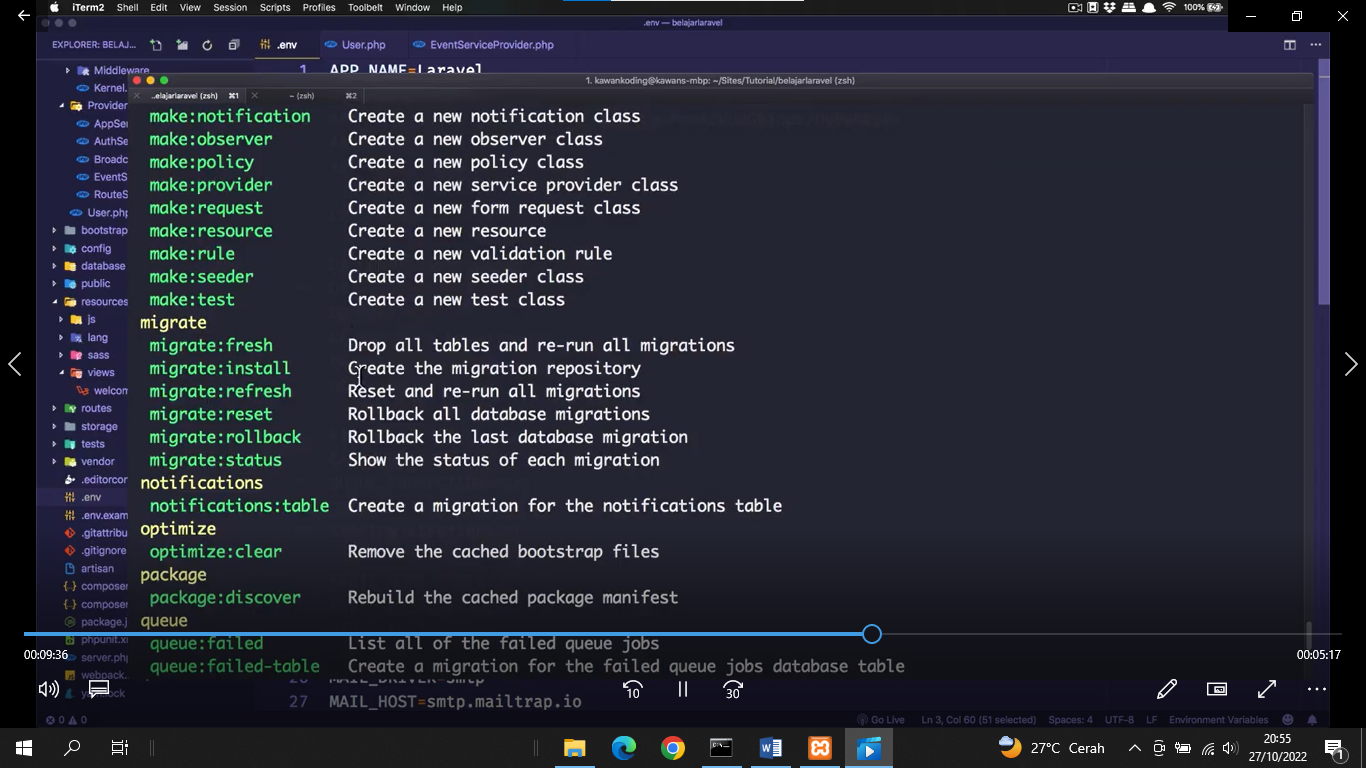 iTerm2 Shell Edit View Session Scripts Profiles Toolbelt Window Help 100%
.env — belajarlaravel
EXPLORER: BELAJ... .env User.php EventServiceProvider.php
1 APP_NAME=Laravel
1. kawankoding@kawans-mbp: ~/Sites/Tutorial/belajarlaravel (zsh)
..elajarlaravel (zsh) ⌘1 ~ (zsh) ⌘2
Middleware
Kernel.
Provider
AppSer
AuthSe
Broadc
EventS
RouteS
User.php
bootstrap
config
database
public
resources
js
lang
sass
views
welcom
routes
storage
tests
vendor
.editorcon
.env
.env.exam
.gitattribu
.gitignore
artisan
compose
compose
package.j
phpunit.xn
server.php
webpack.
make:notification Create a new notification class
make:observer Create a new observer class
make:policy Create a new policy class
make:provider Create a new service provider class
make:request Create a new form request class
make:resource Create a new resource
make:rule Create a new validation rule
make:seeder Create a new seeder class
make:test Create a new test class
migrate
migrate:fresh Drop all tables and re-run all migrations
migrate:install Create the migration repository
migrate:refresh Reset and re-run all migrations
migrate:reset Rollback all database migrations
migrate:rollback Rollback the last database migration
migrate:status Show the status of each migration
notifications
notifications:table Create a migration for the notifications table
optimize
optimize:clear Remove the cached bootstrap files
package
package:discover Rebuild the cached package manifest
queue
queue:failed List all of the failed queue jobs
queue:failed-table Create a migration for the failed queue jobs database table
26 MAIL_DRIVER=smtp
27 MAIL_HOST=smtp.mailtrap.io
00:09:36 00:05:17
10 30
0 0 Go Live Ln 3, Col 60 (51 selected) Spaces: 4 UTF-8 LF Environment Variables
27°C Cerah 20:55
27/10/2022 1